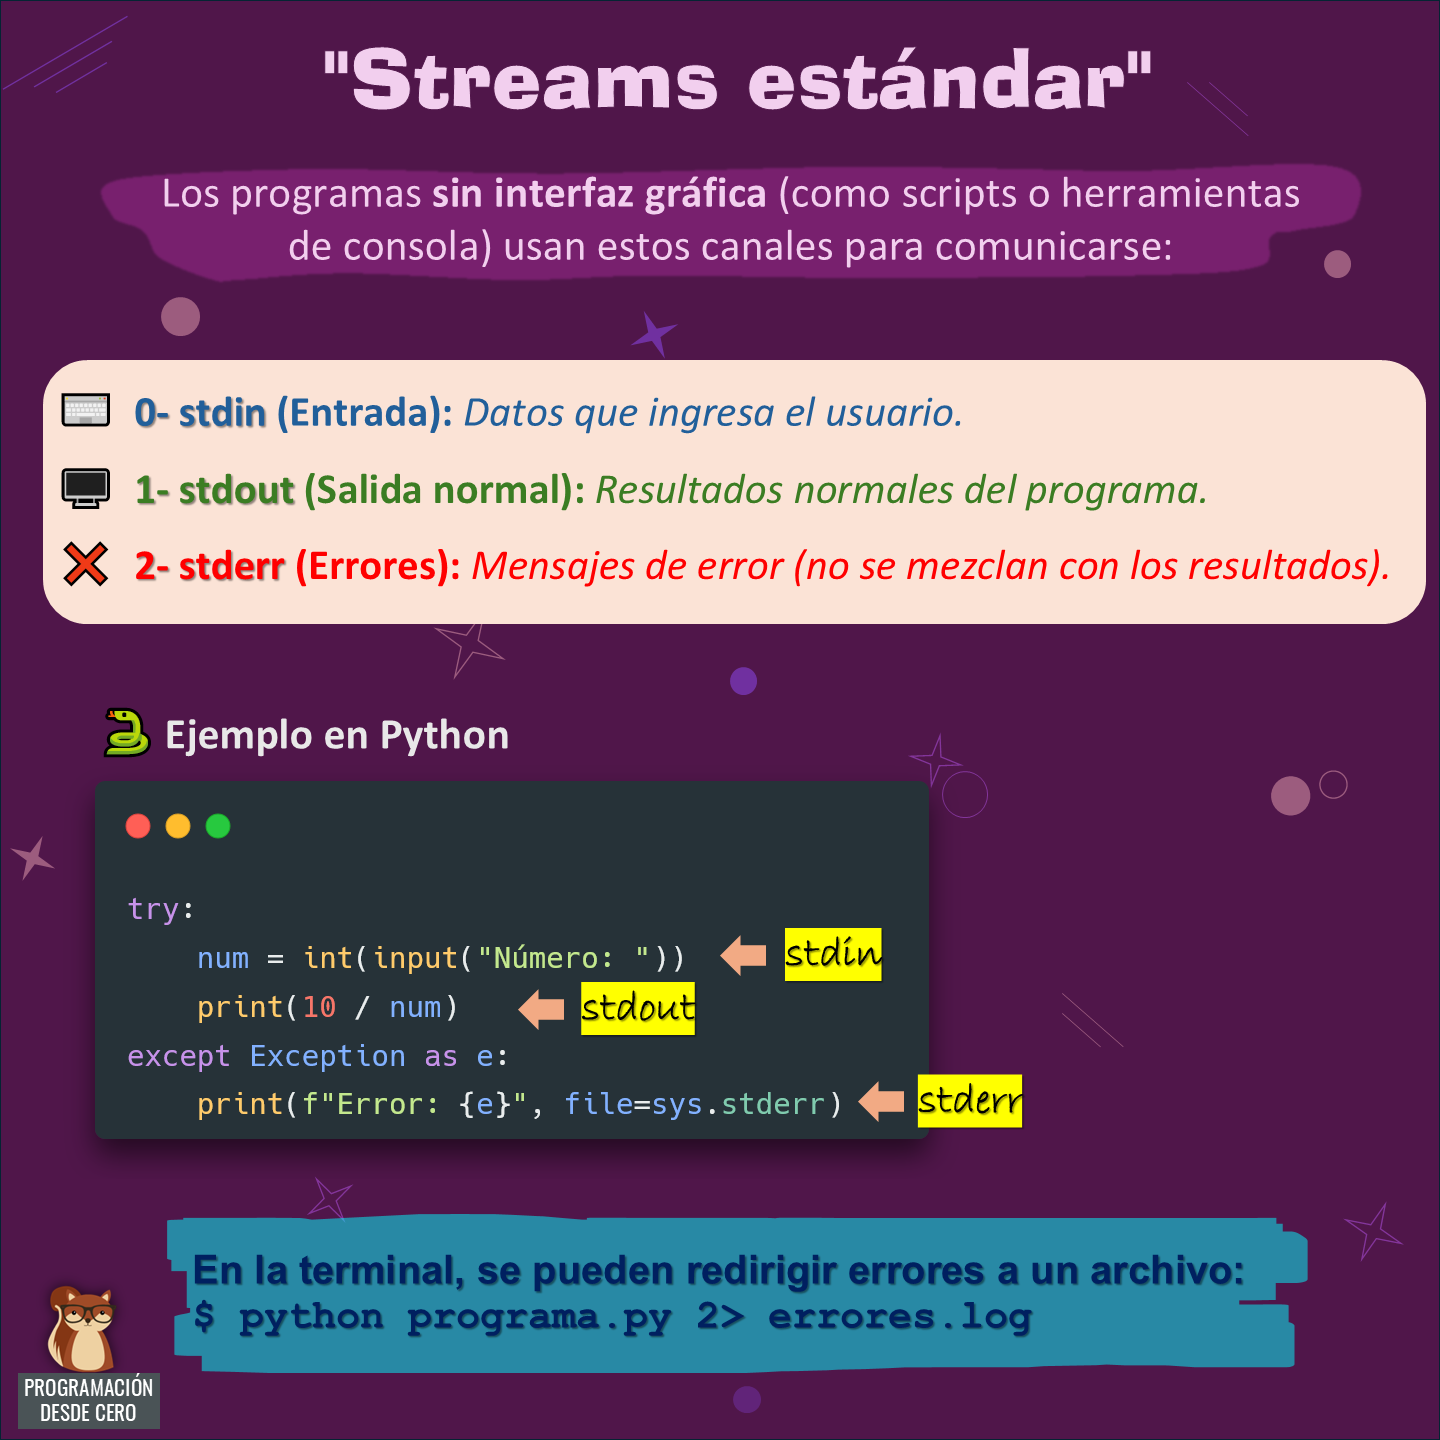 "Streams estándar"
Los programas sin interfaz gráfica (como scripts o herramientas
de consola) usan estos canales para comunicarse:
0- stdin (Entrada): Datos que ingresa el usuario.
1- stdout (Salida normal): Resultados normales del programa.
2- stderr (Errores): Mensajes de error (no se mezclan con los resultados).
Ejemplo en Python
try:
    num = int(input("Número: ")) stdin
    print(10 / num) stdout
except Exception as e:
    print(f"Error: {e}", file=sys.stderr) stderr
En la terminal, se pueden redirigir errores a un archivo:
$ python programa.py 2> errores.log
PROGRAMACIÓN
DESDE CERO